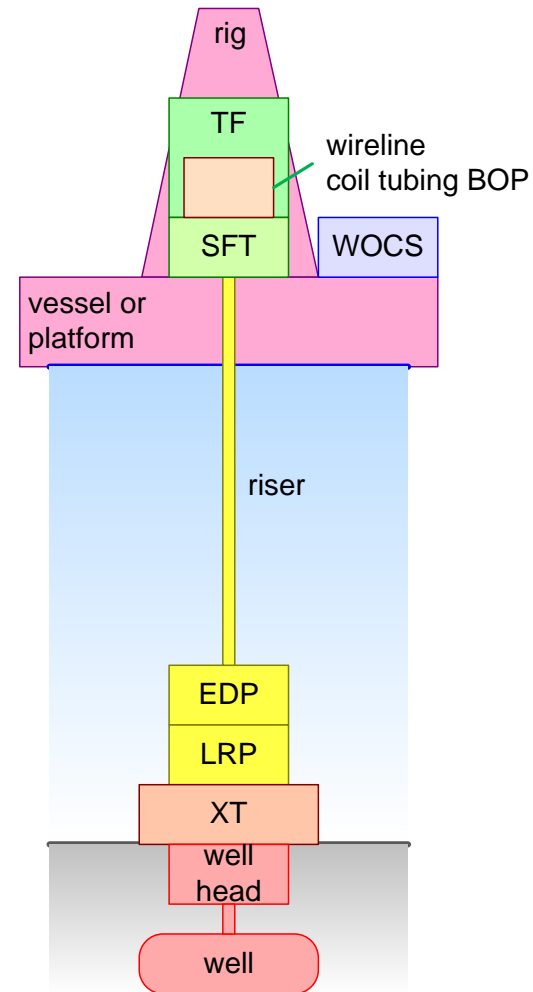 rig
TF
wireline
coil tubing BOP
SFT
WOCS
vessel or
platform
riser
EDP
LRP
XT
well
head
well